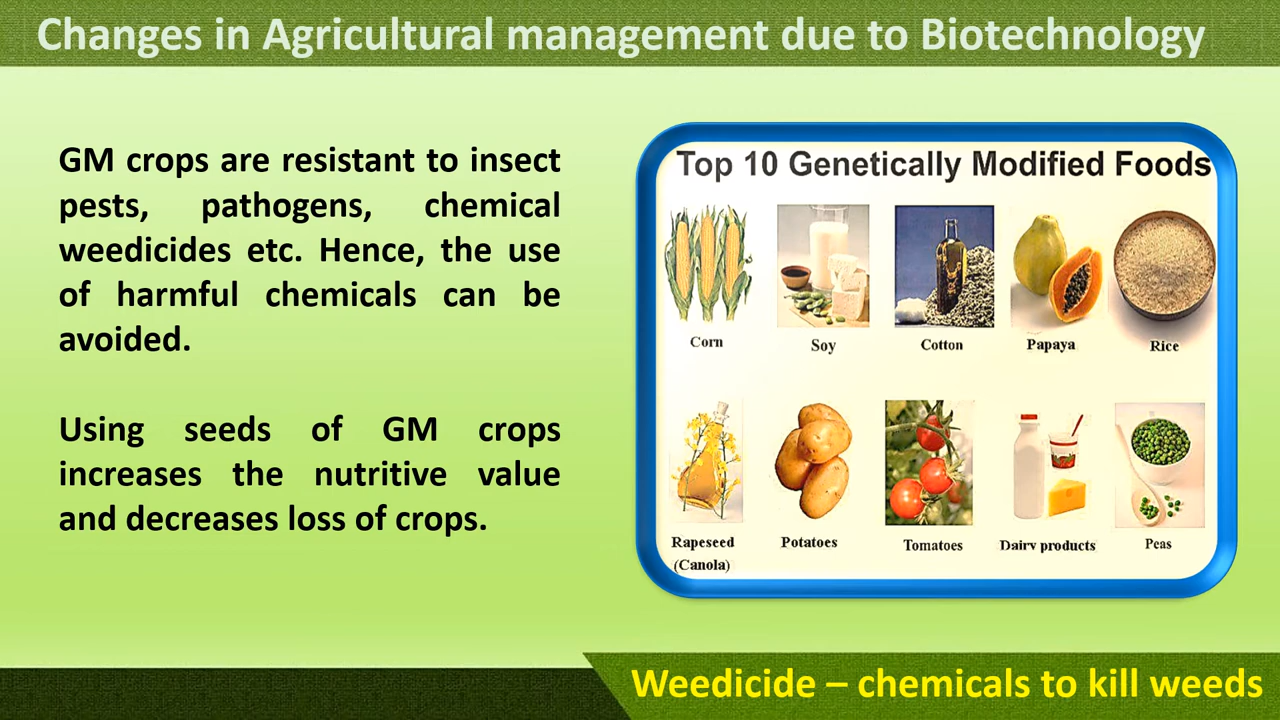 Changes in Agricultural management due to Biotechnology
GM crops are resistant to insect
pests, pathogens, chemical
weedicides etc. Hence, the use
of harmful chemicals can be
avoided.
Using seeds of GM crops
increases the nutritive value
and decreases loss of crops.
Top 10 Genetically Modified Foods
Corn
Soy
Cotton
Papaya
Rice
Rapeseed
(Canola)
Potatoes
Tomatoes
Dairy products
Peas
Weedicide – chemicals to kill weeds